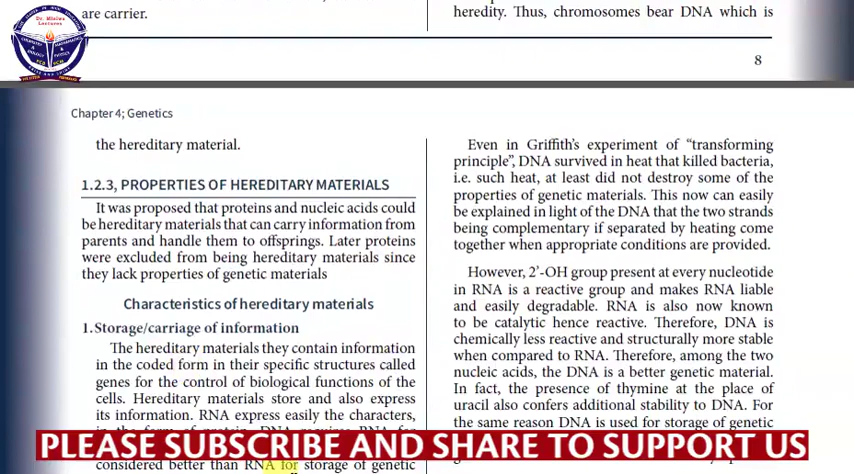 are carrier.
heredity. Thus, chromosomes bear DNA which is
8
Dr. Mlelwa
Lectures
Chapter 4; Genetics
the hereditary material.
1.2.3, PROPERTIES OF HEREDITARY MATERIALS
It was proposed that proteins and nucleic acids could
be hereditary materials that can carry information from
parents and handle them to offsprings. Later proteins
were excluded from being hereditary materials since
they lack properties of genetic materials
Characteristics of hereditary materials
1. Storage/carriage of information
The hereditary materials they contain information
in the coded form in their specific structures called
genes for the control of biological functions of the
cells. Hereditary materials store and also express
its information. RNA express easily the characters,
considered better than RNA for storage of genetic
Even in Griffith's experiment of “transforming
principle”, DNA survived in heat that killed bacteria,
i.e. such heat, at least did not destroy some of the
properties of genetic materials. This now can easily
be explained in light of the DNA that the two strands
being complementary if separated by heating come
together when appropriate conditions are provided.
However, 2'-OH group present at every nucleotide
in RNA is a reactive group and makes RNA liable
and easily degradable. RNA is also now known
to be catalytic hence reactive. Therefore, DNA is
chemically less reactive and structurally more stable
when compared to RNA. Therefore, among the two
nucleic acids, the DNA is a better genetic material.
In fact, the presence of thymine at the place of
uracil also confers additional stability to DNA. For
the same reason DNA is used for storage of genetic
PLEASE SUBSCRIBE AND SHARE TO SUPPORT US